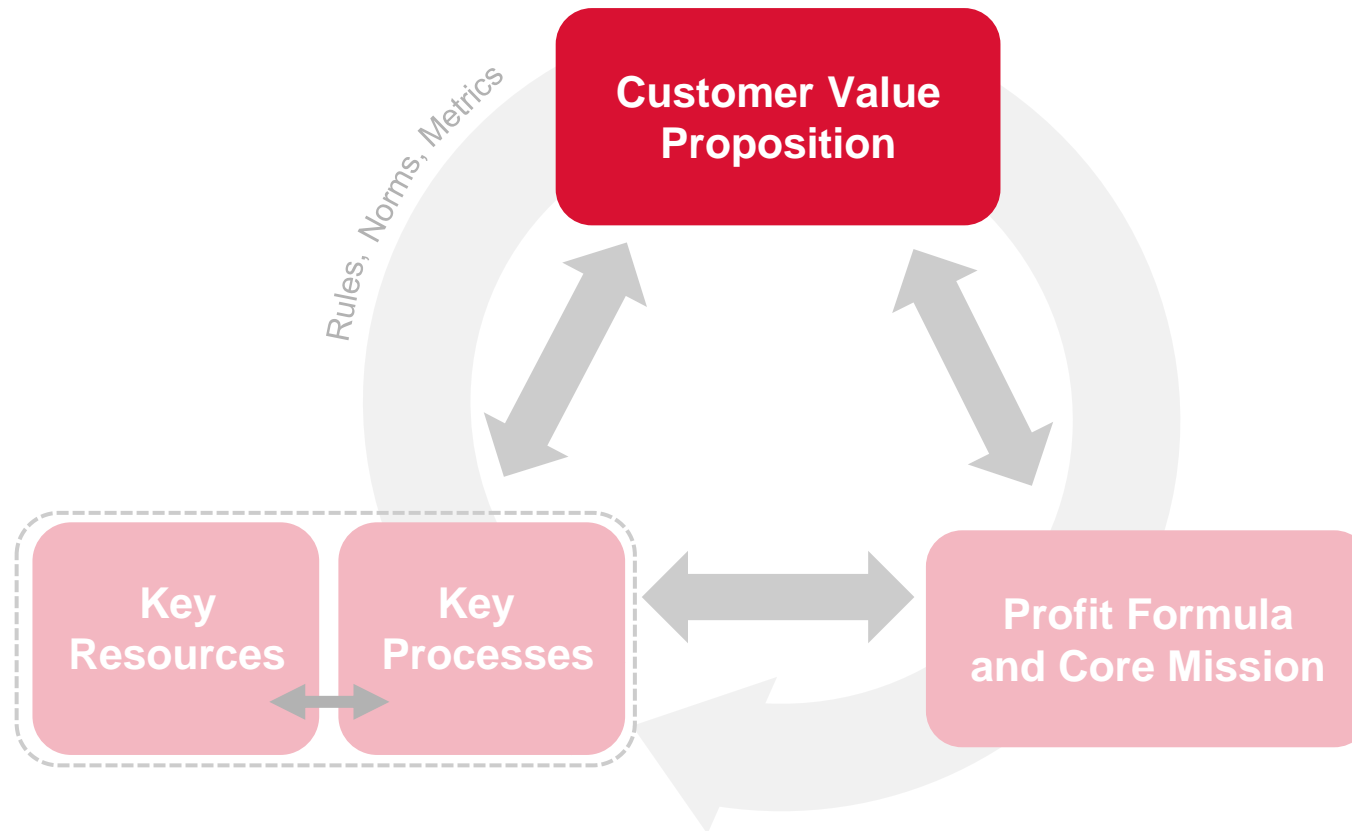 Customer Value
Proposition
Rules, Norms, Metrics
Key
Resources
Key
Processes
Profit Formula
and Core Mission